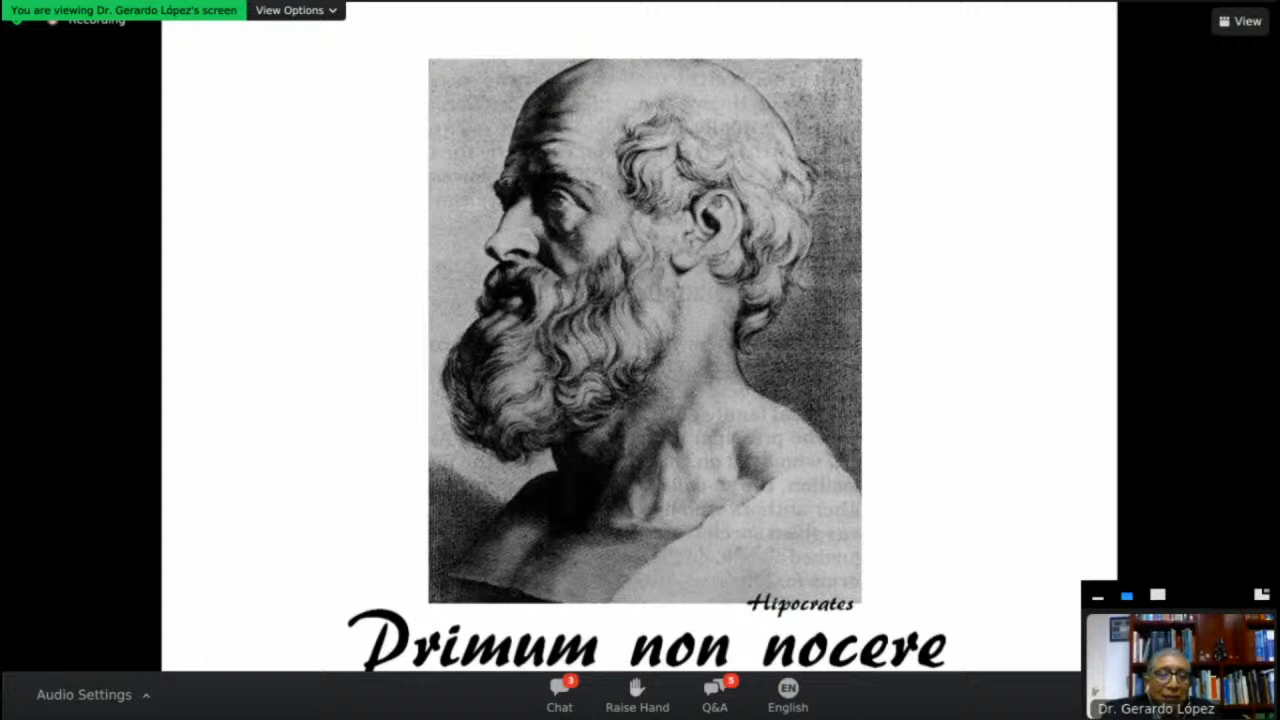 You are viewing Dr. Gerardo López's screen
View Options
Recording
View
Hipocrates
Primum non nocere
Audio Settings
3
Chat
Raise Hand
5
Q&A
EN
English
Dr. Gerardo López